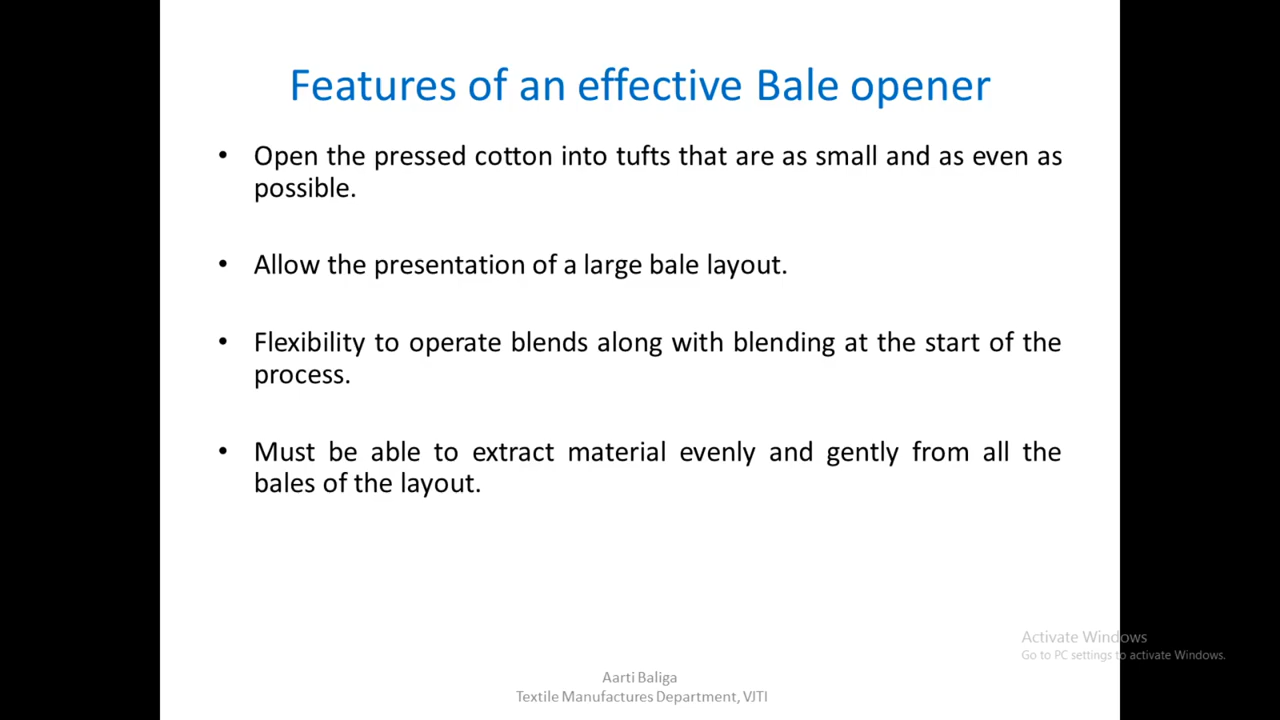 Features of an effective Bale opener
• Open the pressed cotton into tufts that are as small and as even as
possible.
• Allow the presentation of a large bale layout.
• Flexibility to operate blends along with blending at the start of the
process.
• Must be able to extract material evenly and gently from all the
bales of the layout.
Activate Windows
Go to PC settings to activate Windows.
Aarti Baliga
Textile Manufactures Department, VJTI